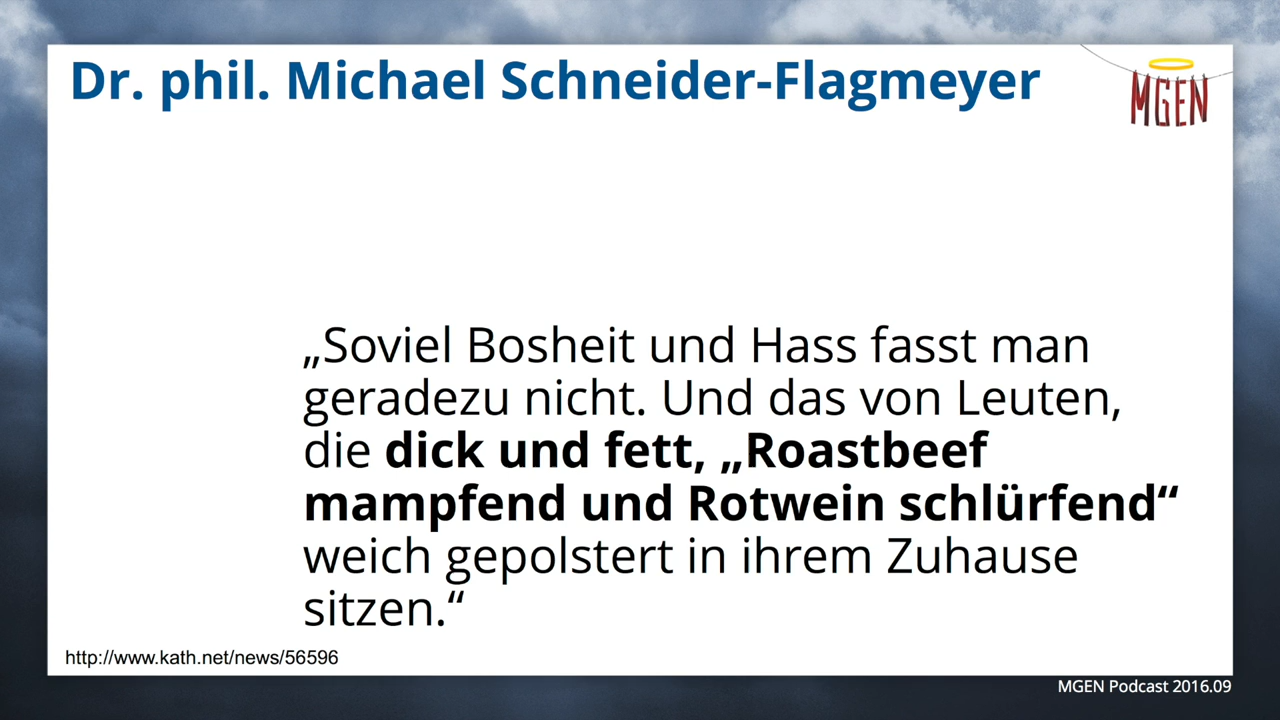 Dr. phil. Michael Schneider-Flagmeyer
MGEN
„Soviel Bosheit und Hass fasst man
geradezu nicht. Und das von Leuten,
die dick und fett, „Roastbeef
mampfend und Rotwein schlürfend“
weich gepolstert in ihrem Zuhause
sitzen.“
http://www.kath.net/news/56596
MGEN Podcast 2016.09